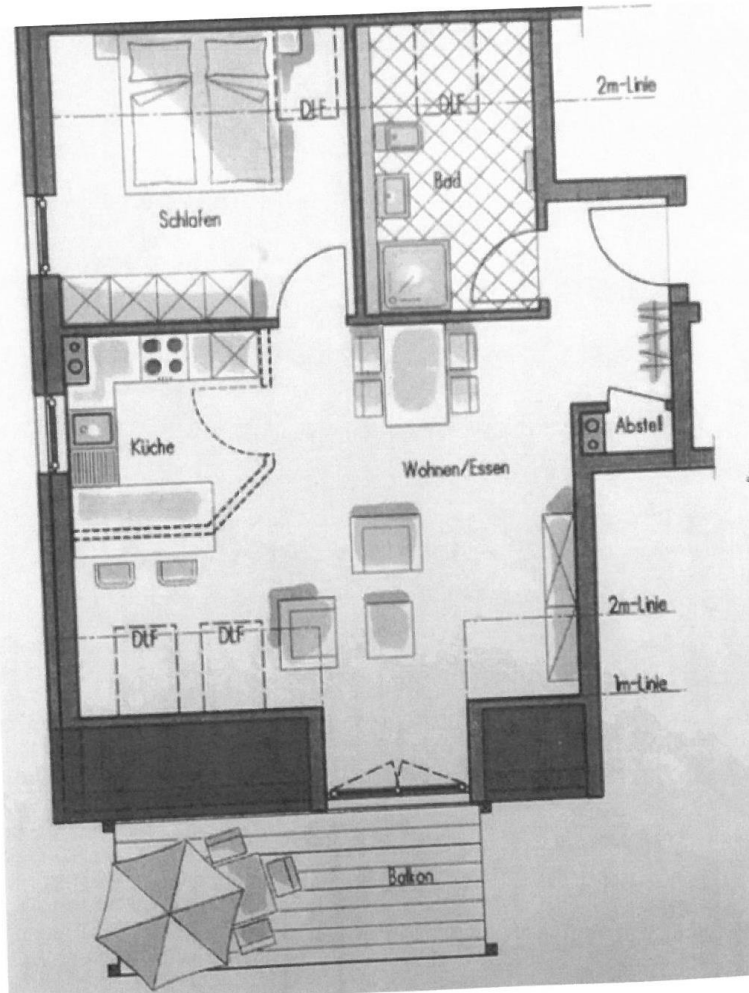 2m-Linie
DLF
DLF
Bad
Schlafen
Abstell
Küche
Wohnen/Essen
2m-Linie
DLF
DLF
1m-Linie
Balkon